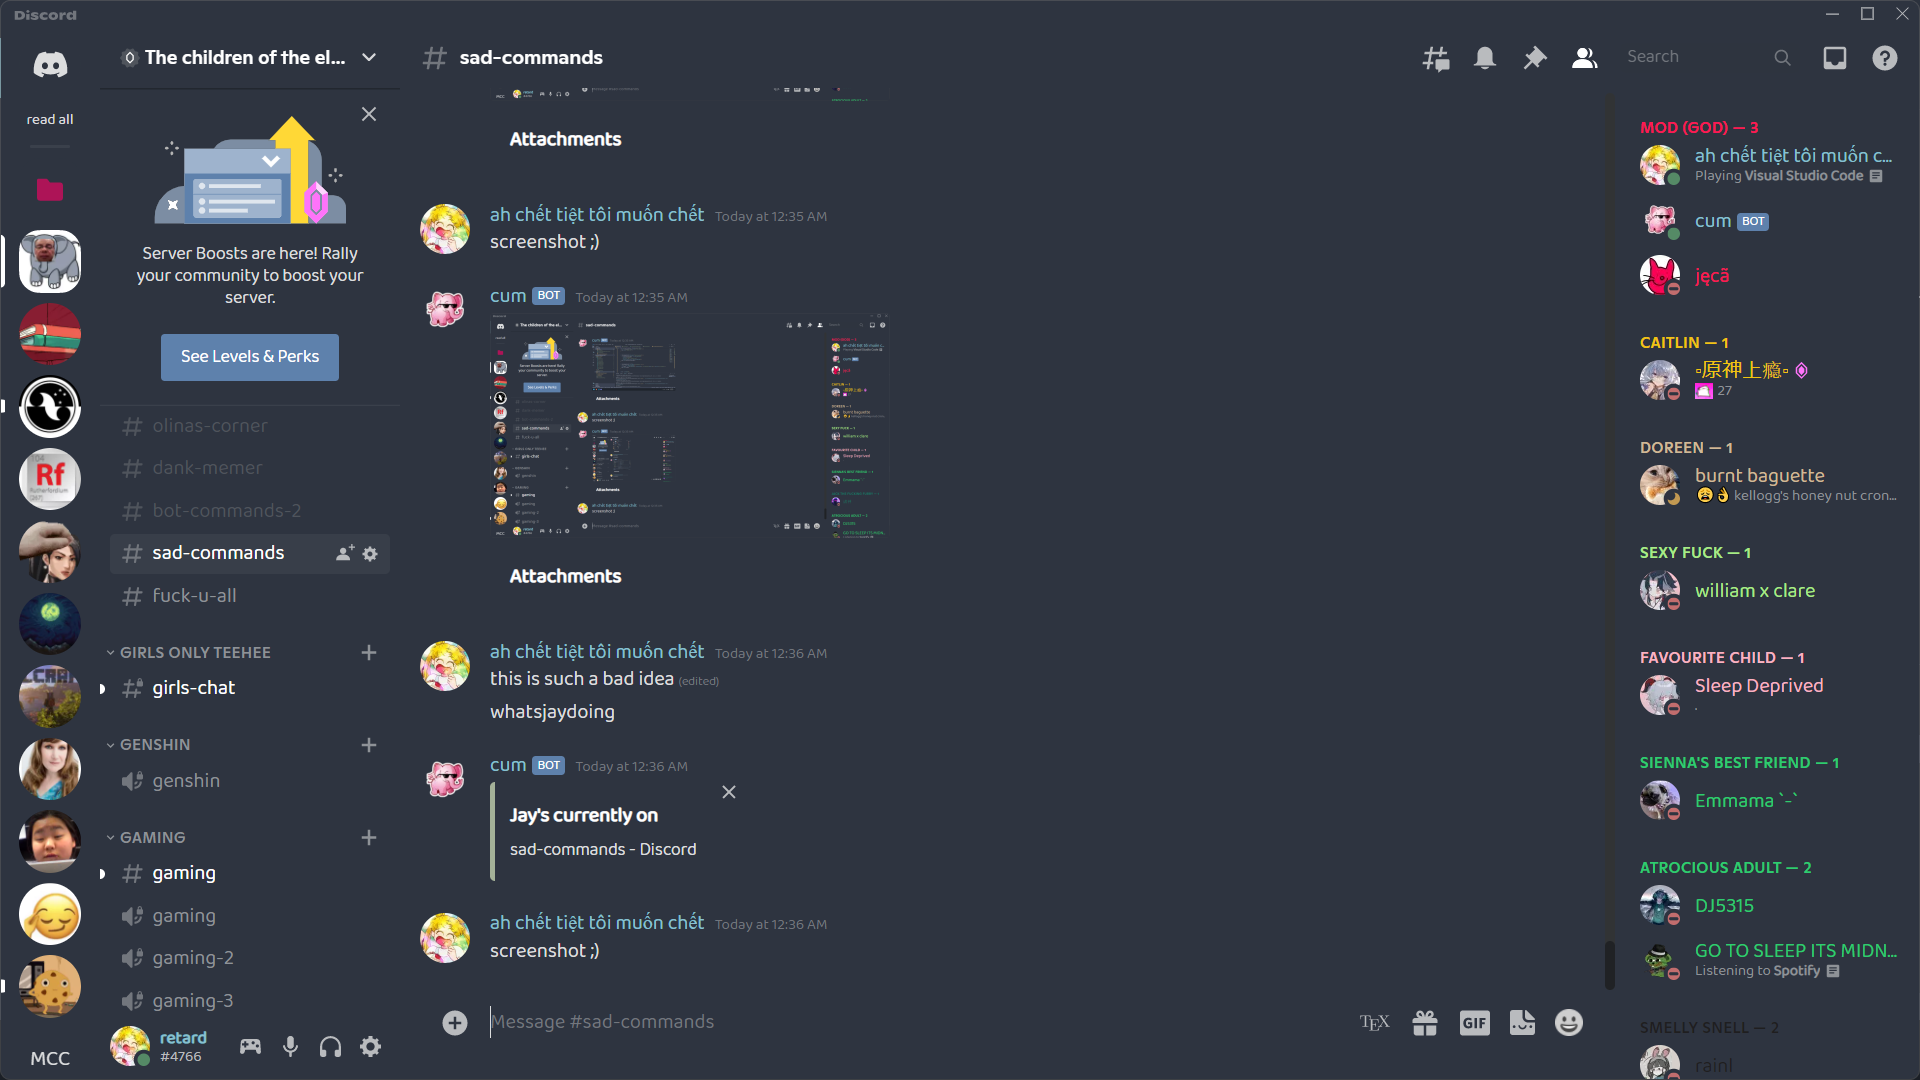 Discord
The children of the el...
read all
Server Boosts are here! Rally
your community to boost your
server.
See Levels & Perks
olinas-corner
dank-memer
bot-commands-2
sad-commands
fuck-u-all
GIRLS ONLY TEEHEE
girls-chat
GENSHIN
genshin
GAMING
gaming
gaming
gaming-2
gaming-3
retard
#4766
MCC
Rf
sad-commands
Search
Attachments
ah chết tiệt tôi muốn chết Today at 12:35 AM
screenshot ;)
cum BOT Today at 12:35 AM
Attachments
ah chết tiệt tôi muốn chết Today at 12:36 AM
this is such a bad idea (edited)
whatsjaydoing
cum BOT Today at 12:36 AM
Jay's currently on
sad-commands - Discord
ah chết tiệt tôi muốn chết Today at 12:36 AM
screenshot ;)
Message #sad-commands
TEX
GIF
MOD (GOD) — 3
ah chết tiệt tôi muốn c...
Playing Visual Studio Code
cum BOT
jęcã
CAITLIN — 1
▫原神上瘾▫
27
DOREEN — 1
burnt baguette
😩👌 kellogg's honey nut cron...
SEXY FUCK — 1
william x clare
FAVOURITE CHILD — 1
Sleep Deprived
.
SIENNA'S BEST FRIEND — 1
Emmama `-`
ATROCIOUS ADULT — 2
DJ5315
GO TO SLEEP ITS MIDN...
Listening to Spotify
SMELLY SNELL — 2
rainl